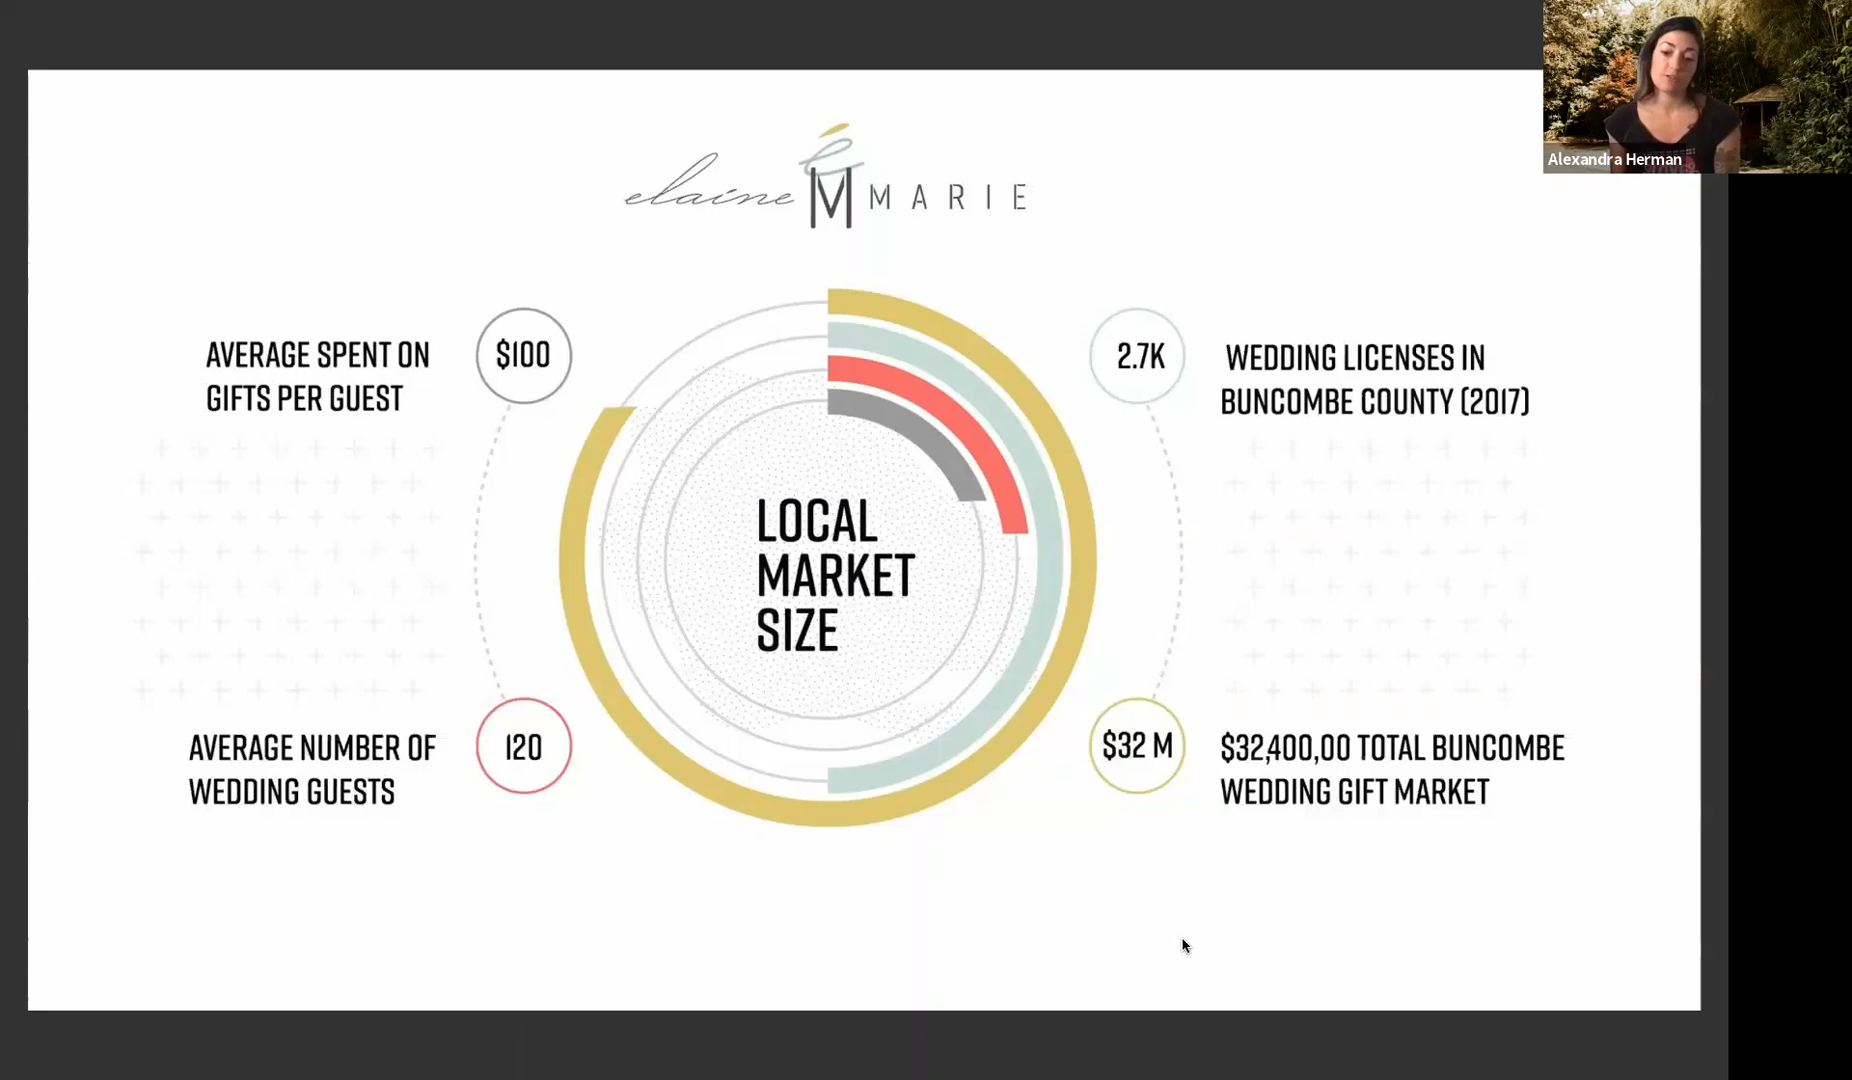 Alexandra Herman
elaine M MARIE
AVERAGE SPENT ON
GIFTS PER GUEST
$100
2.7K
WEDDING LICENSES IN
BUNCOMBE COUNTY (2017)
LOCAL
MARKET
SIZE
AVERAGE NUMBER OF
WEDDING GUESTS
120
$32 M
$32,400,00 TOTAL BUNCOMBE
WEDDING GIFT MARKET